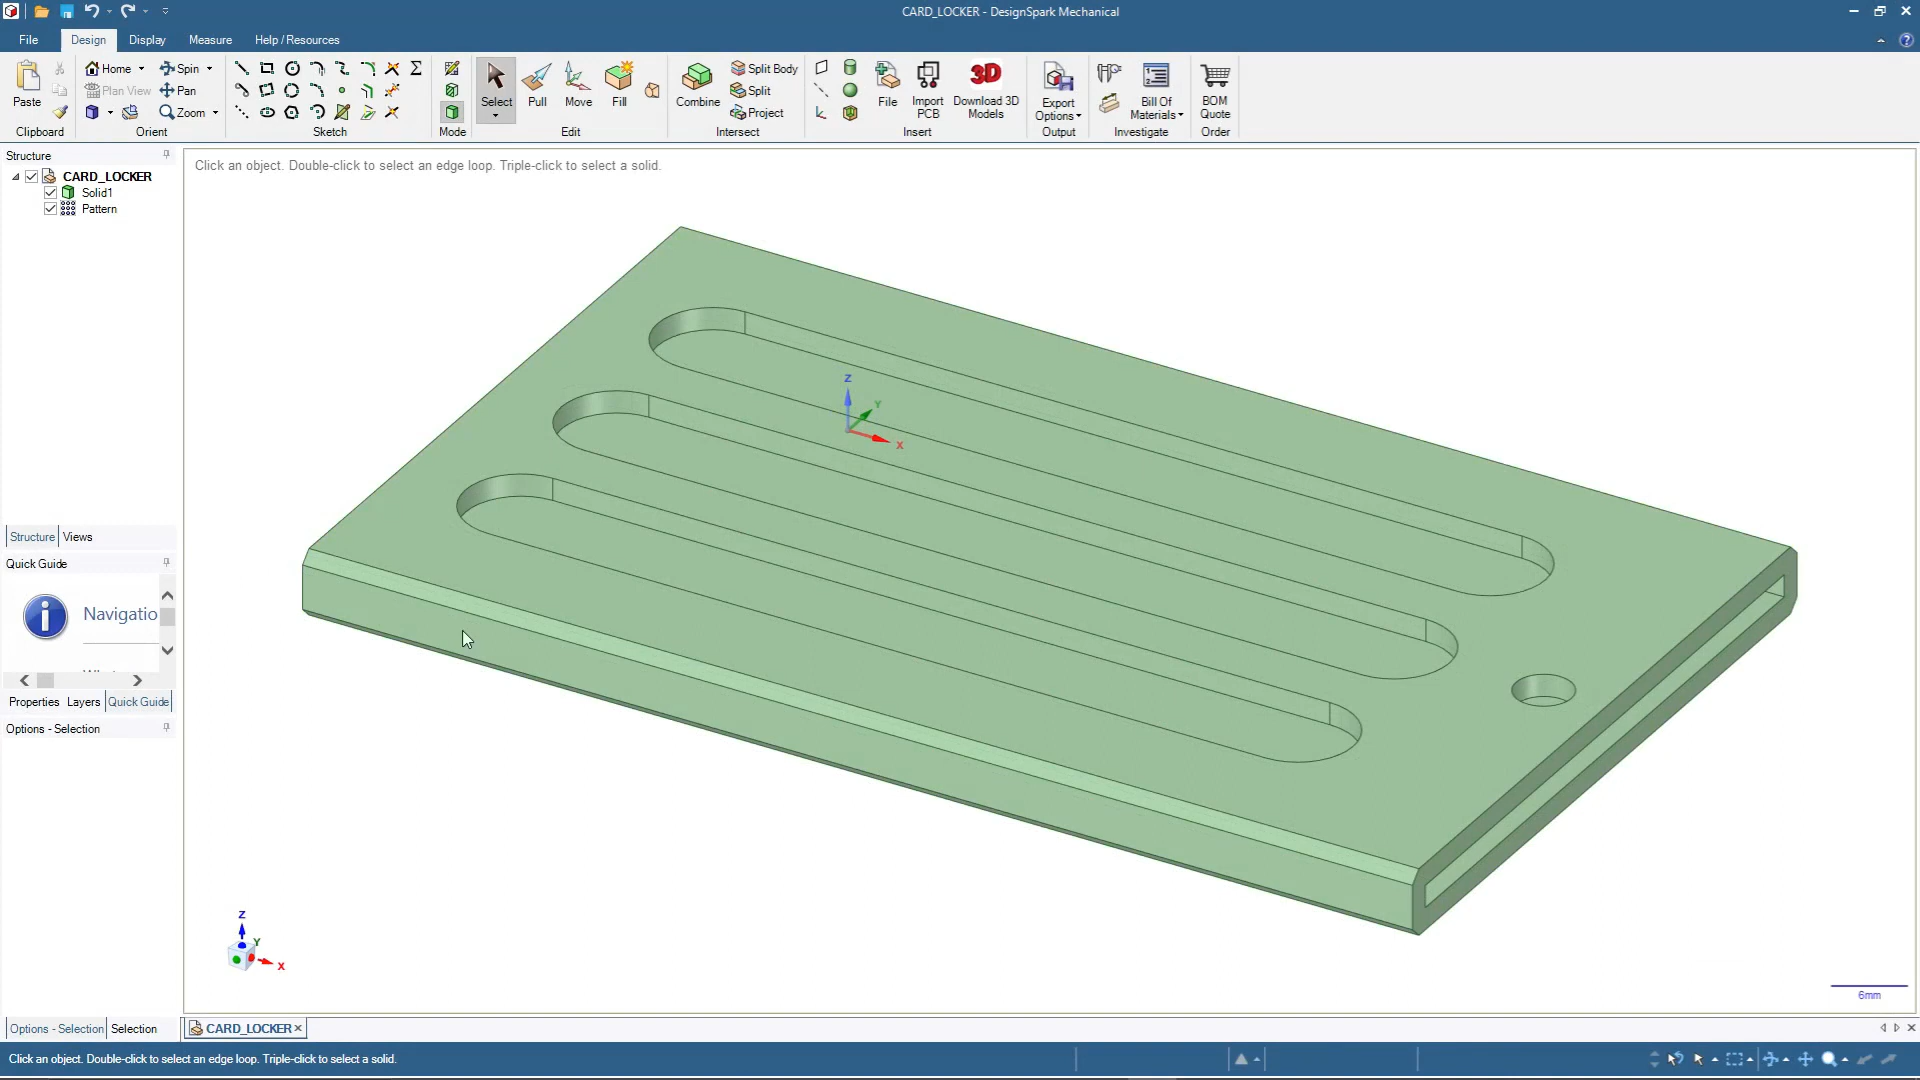 CARD_LOCKER - DesignSpark Mechanical
File Design Display Measure Help / Resources
Paste
Clipboard
Home Spin
Plan View Pan
Zoom
Orient
Sketch
Mode
Select Pull Move Fill
Edit
Combine Split Body
Split
Project
Intersect
File Import PCB Download 3D Models
3D
Insert
Export Options
Output
Bill Of Materials
Investigate
BOM Quote
Order
Structure
CARD_LOCKER
Solid1
Pattern
Click an object. Double-click to select an edge loop. Triple-click to select a solid.
Z
Y
X
Structure Views
Quick Guide
Navigatio
Properties Layers Quick Guide
Options - Selection
Z
Y
X
6mm
Options - Selection Selection
CARD_LOCKER
Click an object. Double-click to select an edge loop. Triple-click to select a solid.